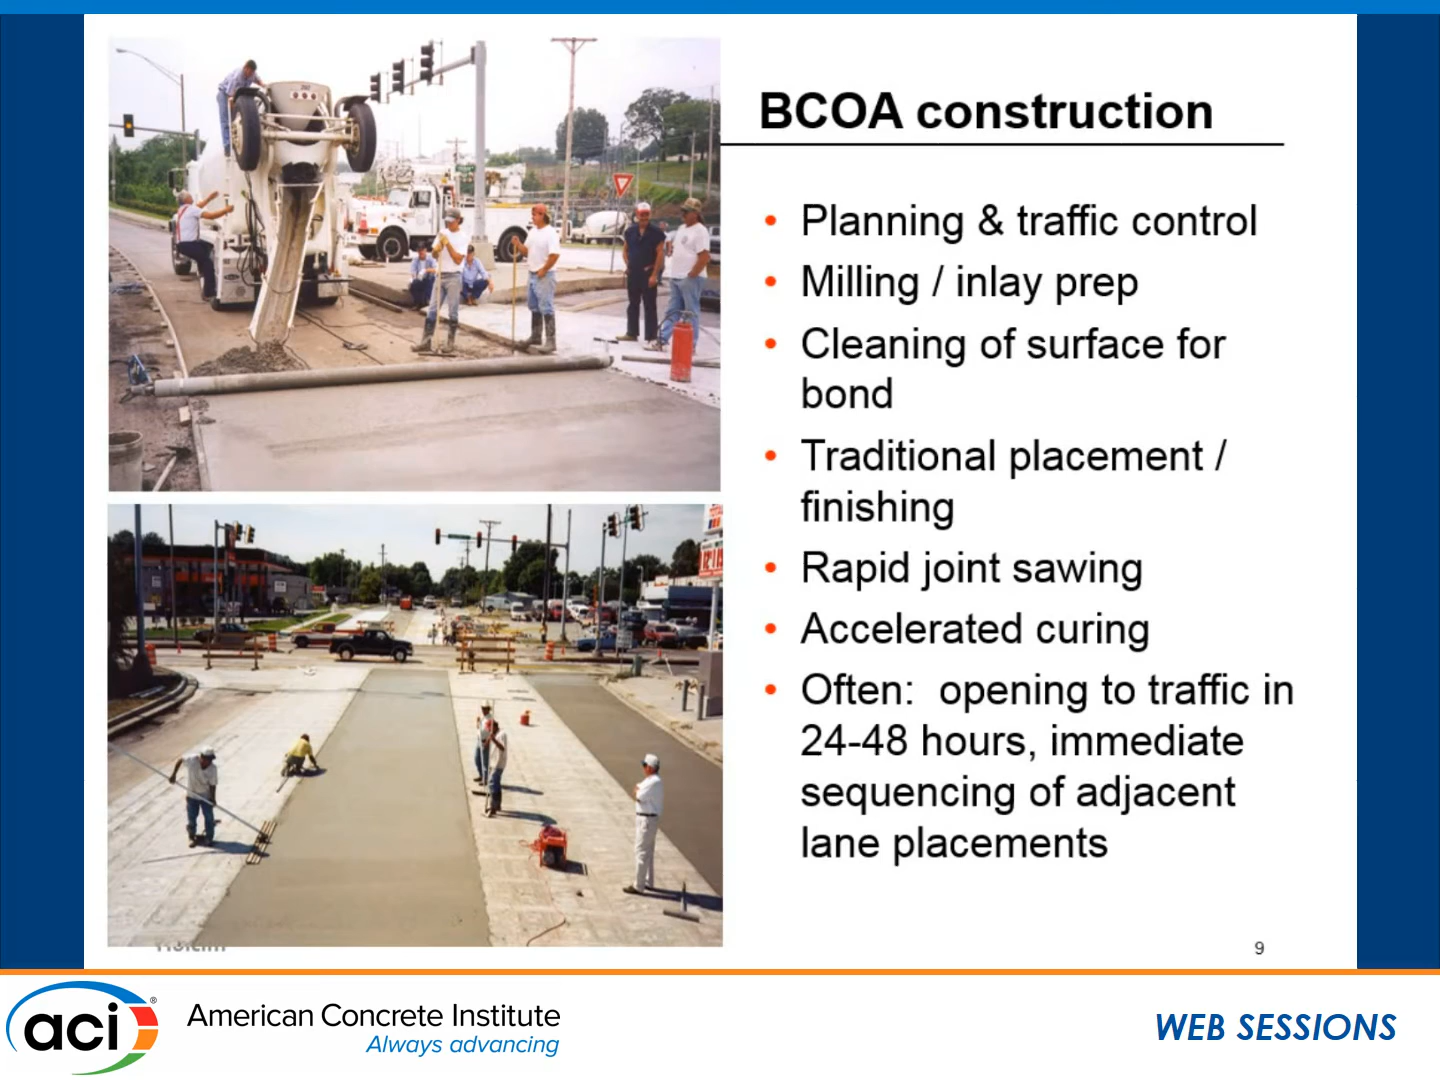 BCOA construction
• Planning & traffic control
• Milling / inlay prep
• Cleaning of surface for
bond
• Traditional placement /
finishing
• Rapid joint sawing
• Accelerated curing
• Often:  opening to traffic in
24-48 hours, immediate
sequencing of adjacent
lane placements
9
aci®
American Concrete Institute
Always advancing
WEB SESSIONS